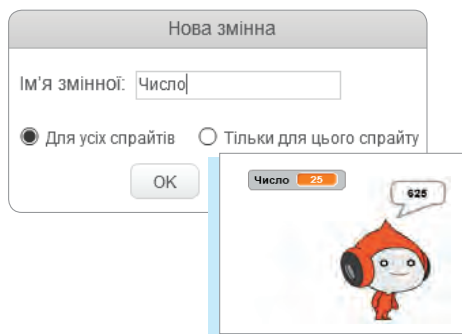 Нова змінна
Ім'я змінної: Число
Для усіх спрайтів Тільки для цього спрайту
OK
Число 25
625